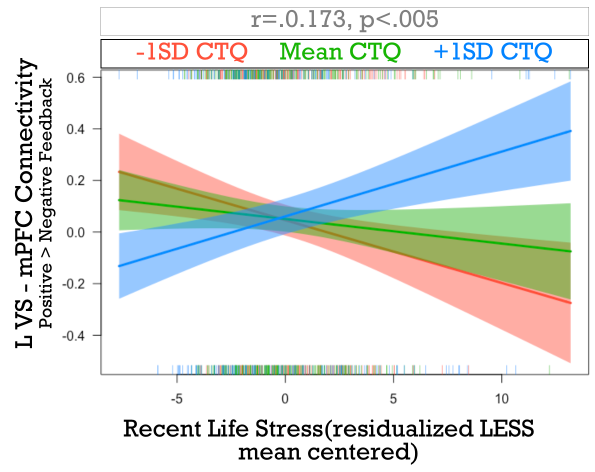 r=.0.173, p<.005
-1SD CTQ Mean CTQ +1SD CTQ
L VS - mPFC Connectivity
Positive > Negative Feedback
0.6
0.4
0.2
0.0
-0.2
-0.4
-5 0 5 10
Recent Life Stress(residualized LESS
mean centered)